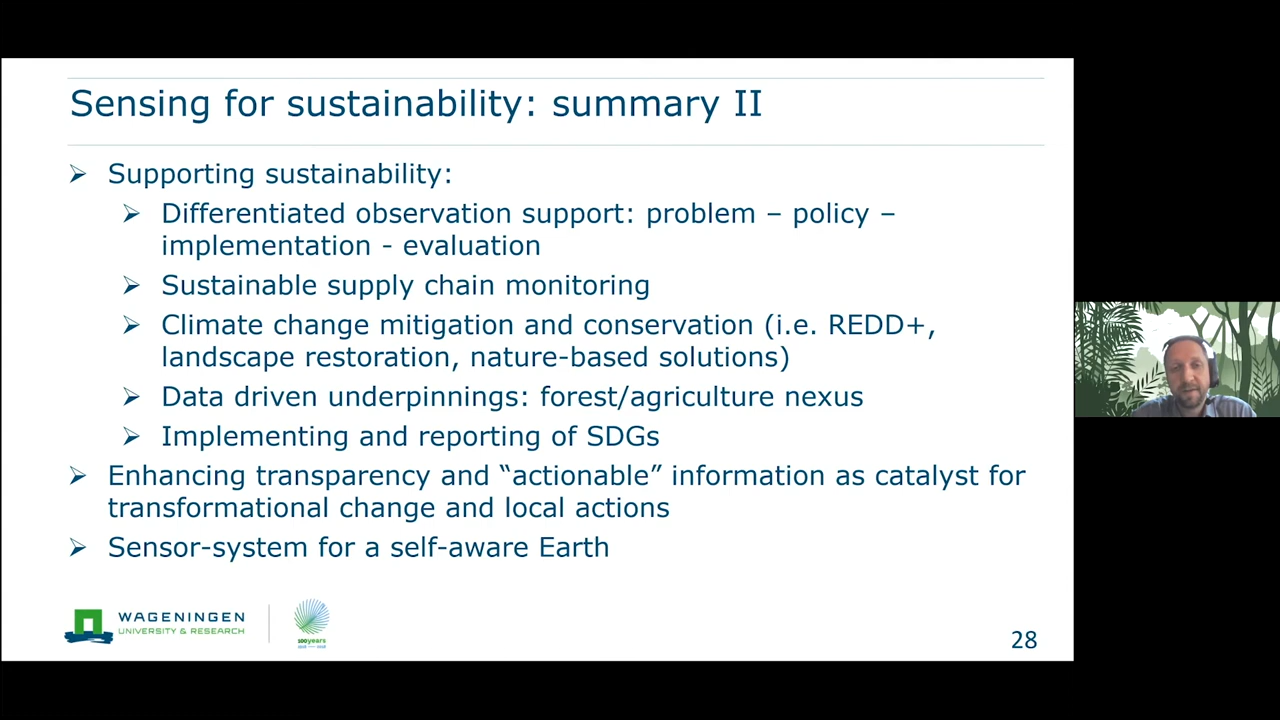 Sensing for sustainability: summary II
➢ Supporting sustainability:
➢ Differentiated observation support: problem – policy –
implementation - evaluation
➢ Sustainable supply chain monitoring
➢ Climate change mitigation and conservation (i.e. REDD+,
landscape restoration, nature-based solutions)
➢ Data driven underpinnings: forest/agriculture nexus
➢ Implementing and reporting of SDGs
➢ Enhancing transparency and “actionable” information as catalyst for
transformational change and local actions
➢ Sensor-system for a self-aware Earth
WAGENINGEN
UNIVERSITY & RESEARCH
100years
28